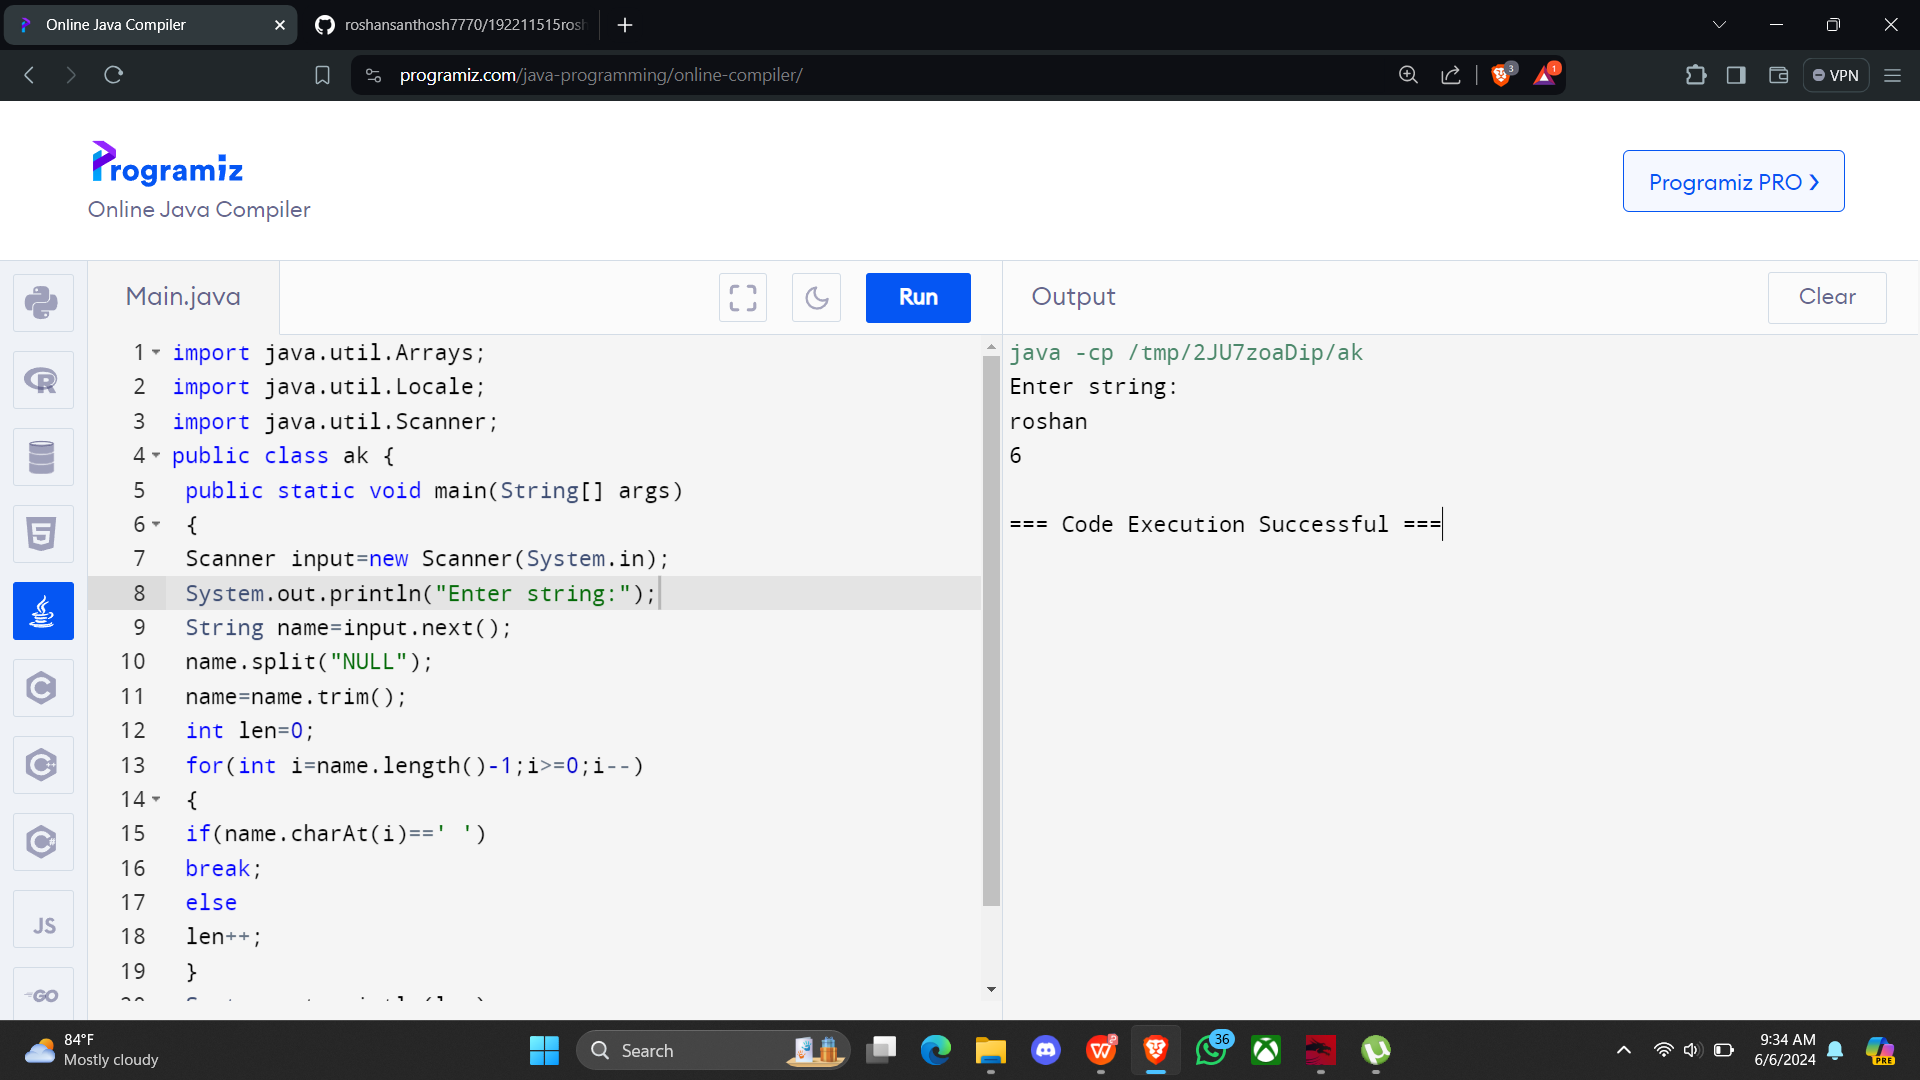 Online Java Compiler
roshansanthosh7770/192211515rosh
programiz.com/java-programming/online-compiler/
3
1
VPN
Programiz
Online Java Compiler
Programiz PRO
Main.java
Run
Output
Clear
1 import java.util.Arrays;
2 import java.util.Locale;
3 import java.util.Scanner;
4 public class ak {
5 public static void main(String[] args)
6 {
7 Scanner input=new Scanner(System.in);
8 System.out.println("Enter string:");
9 String name=input.next();
10 name.split("NULL");
11 name=name.trim();
12 int len=0;
13 for(int i=name.length()-1;i>=0;i--)
14 {
15 if(name.charAt(i)==' ')
16 break;
17 else
18 len++;
19 }
java -cp /tmp/2JU7zoaDip/ak
Enter string:
roshan
6
=== Code Execution Successful ===
R
5
C
C++
C#
JS
GO
84°F
Mostly cloudy
Search
W
36
9:34 AM
6/6/2024
PRE